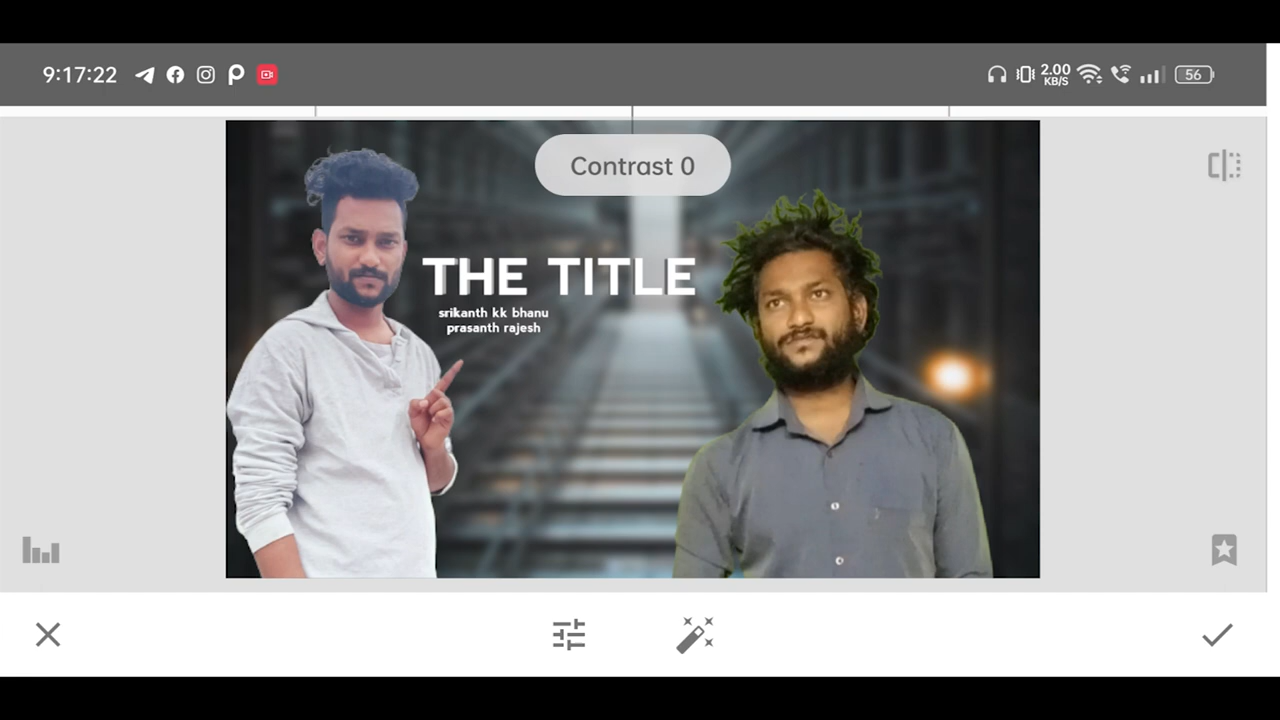 9:17:22
2.00
KB/S
56
Contrast 0
THE TITLE
srikanth kk bhanu
prasanth rajesh